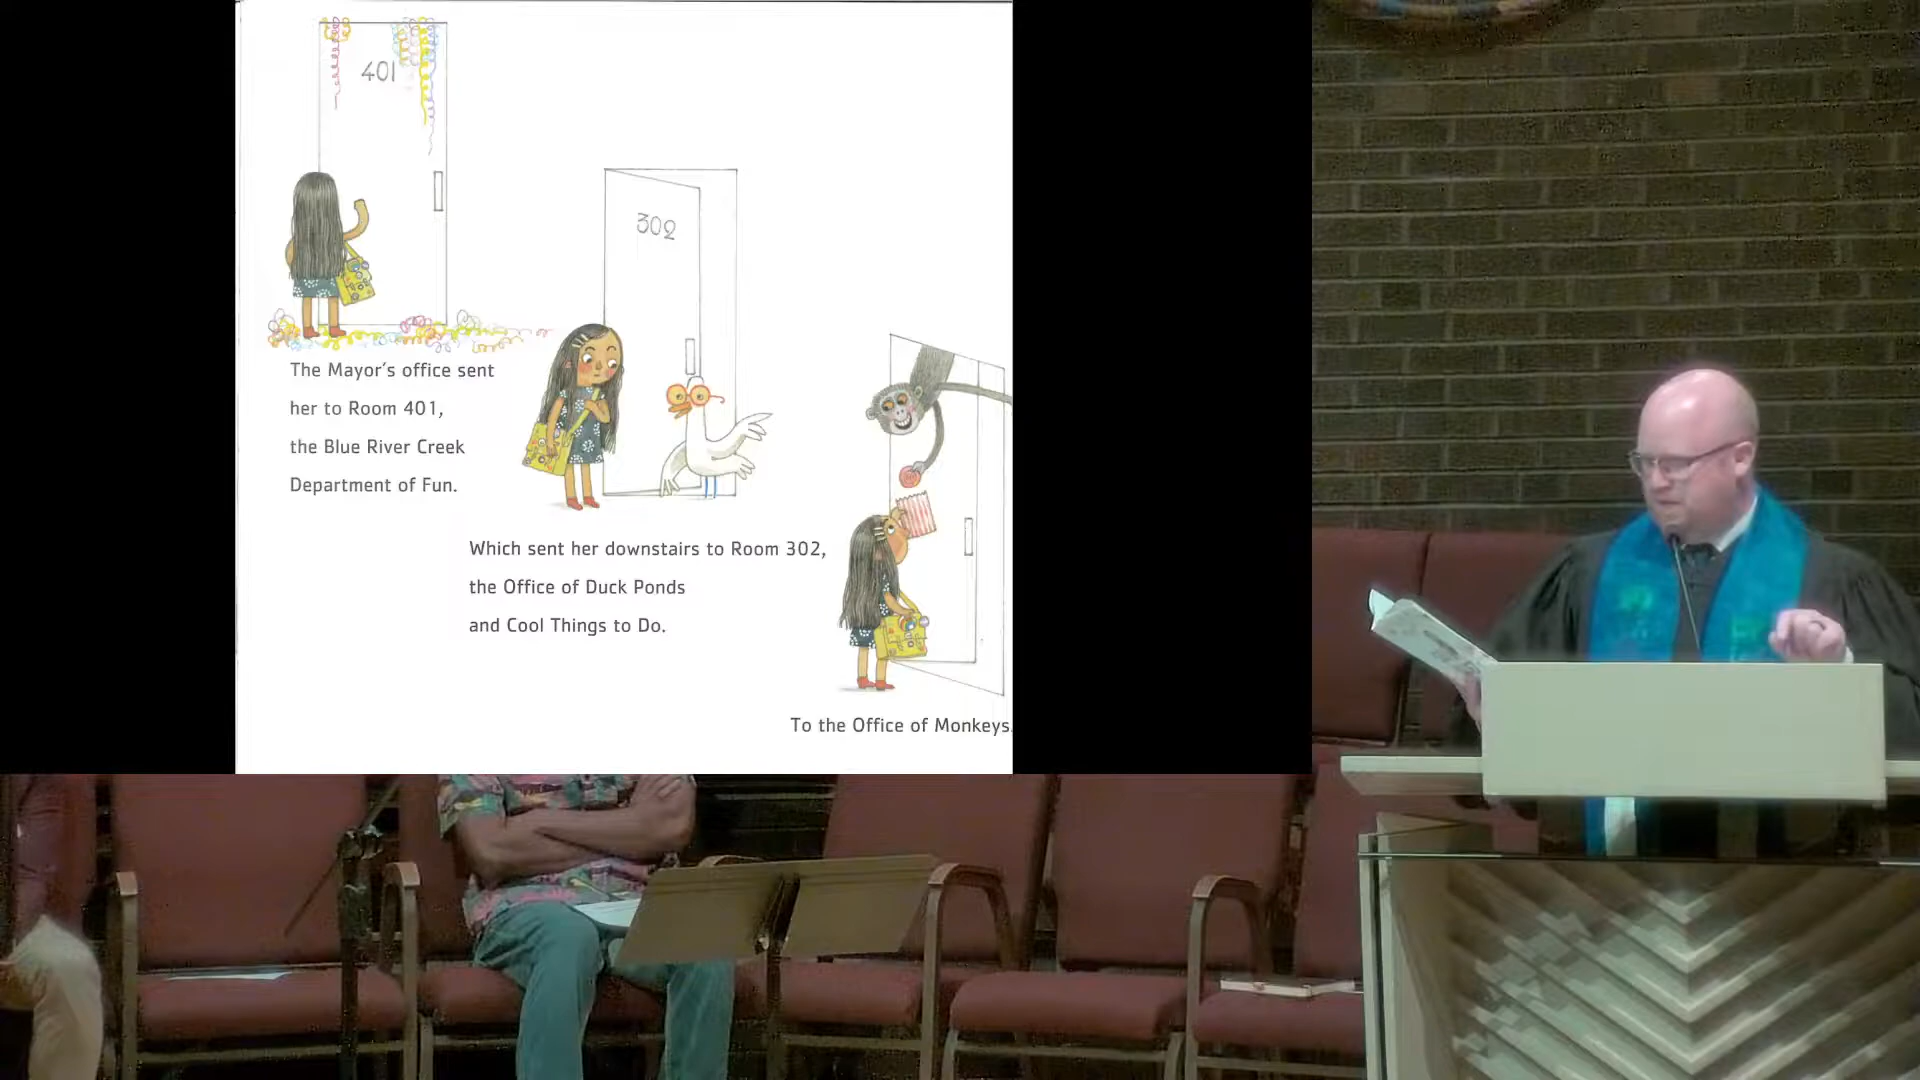 401
The Mayor's office sent
her to Room 401,
the Blue River Creek
Department of Fun.
302
Which sent her downstairs to Room 302,
the Office of Duck Ponds
and Cool Things to Do.
To the Office of Monkeys.